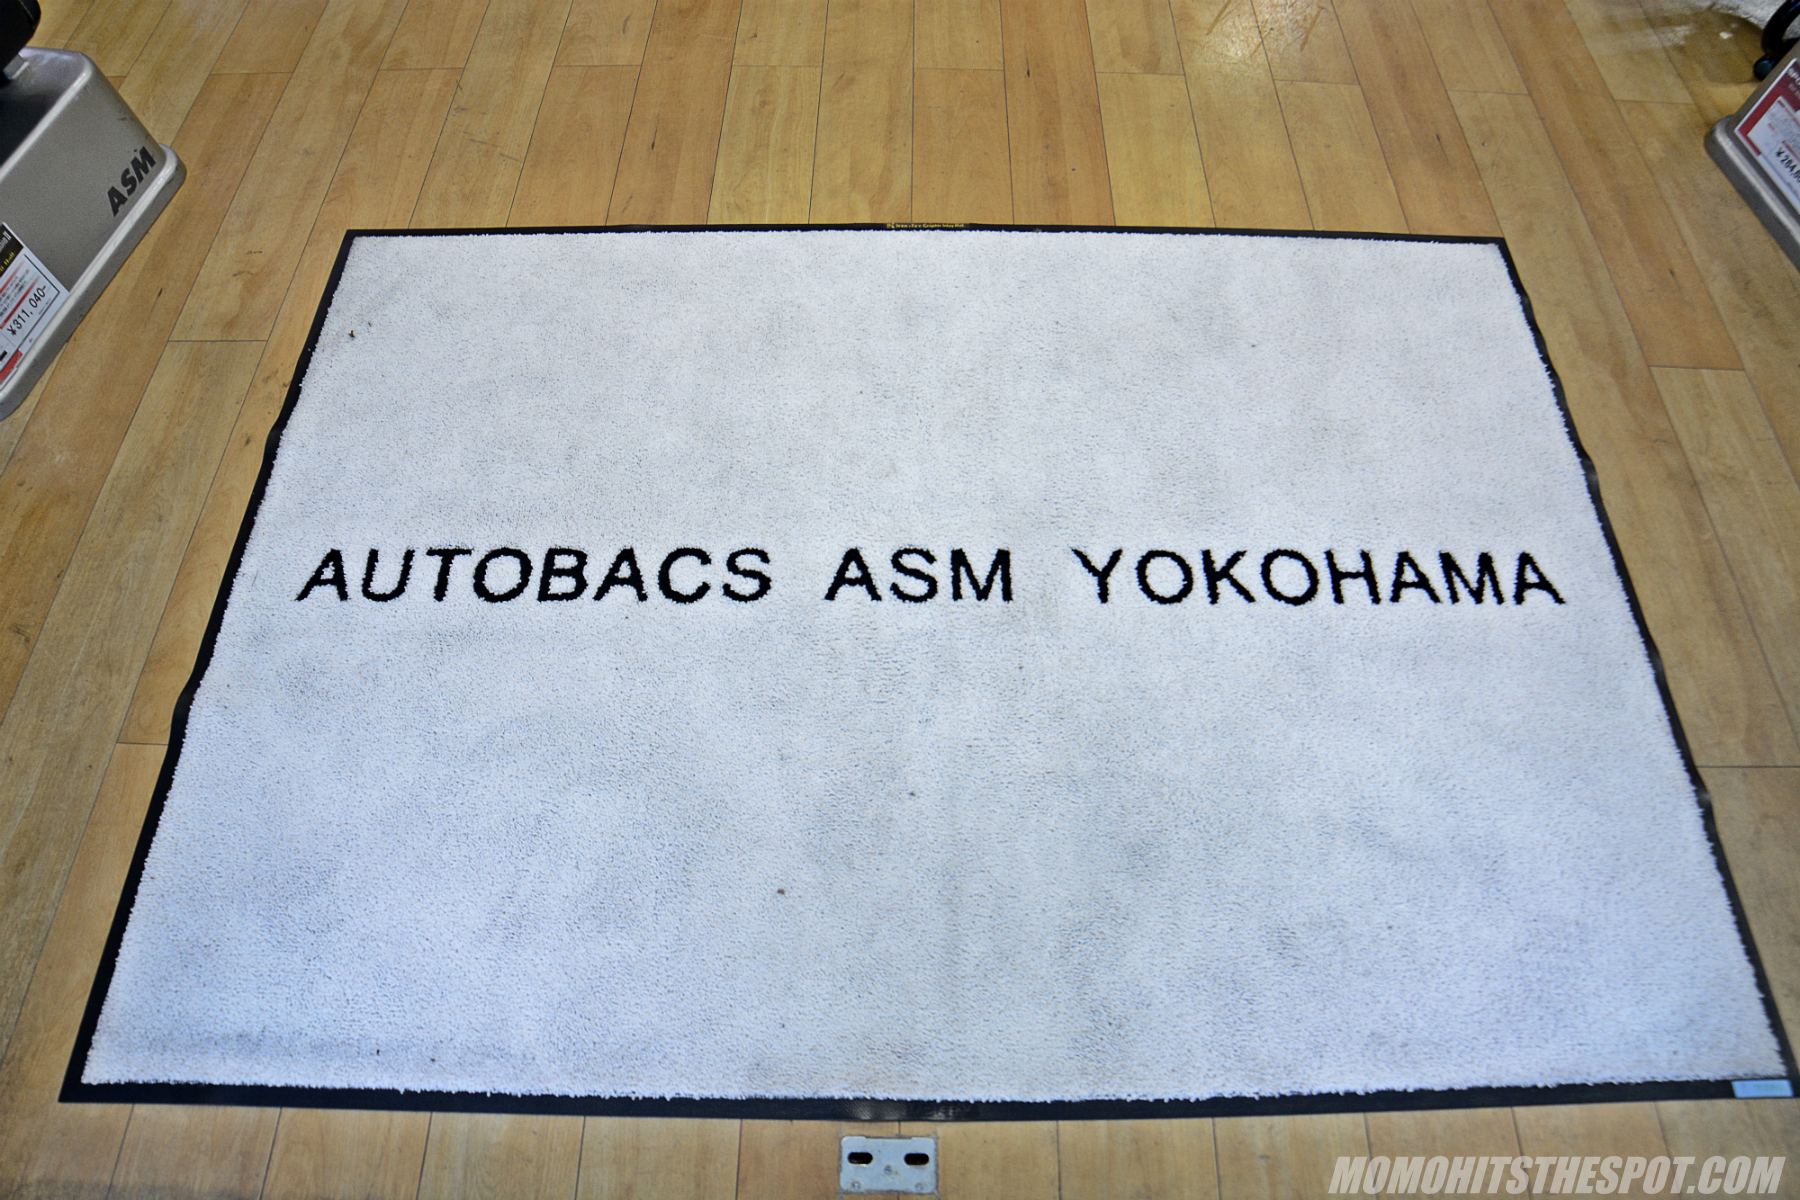 ASM
¥311,040-
AUTOBACS ASM YOKOHAMA
MOMOHITSTHESPOT.COM